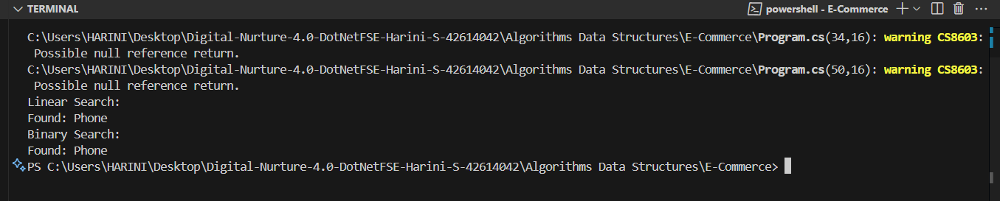 TERMINAL
powershell - E-Commerce
C:\Users\HARINI\Desktop\Digital-Nurture-4.0-DotNetFSE-Harini-S-42614042\Algorithms Data Structures\E-Commerce\Program.cs(34,16): warning CS8603:
Possible null reference return.
C:\Users\HARINI\Desktop\Digital-Nurture-4.0-DotNetFSE-Harini-S-42614042\Algorithms Data Structures\E-Commerce\Program.cs(50,16): warning CS8603:
Possible null reference return.
Linear Search:
Found: Phone
Binary Search:
Found: Phone
PS C:\Users\HARINI\Desktop\Digital-Nurture-4.0-DotNetFSE-Harini-S-42614042\Algorithms Data Structures\E-Commerce>